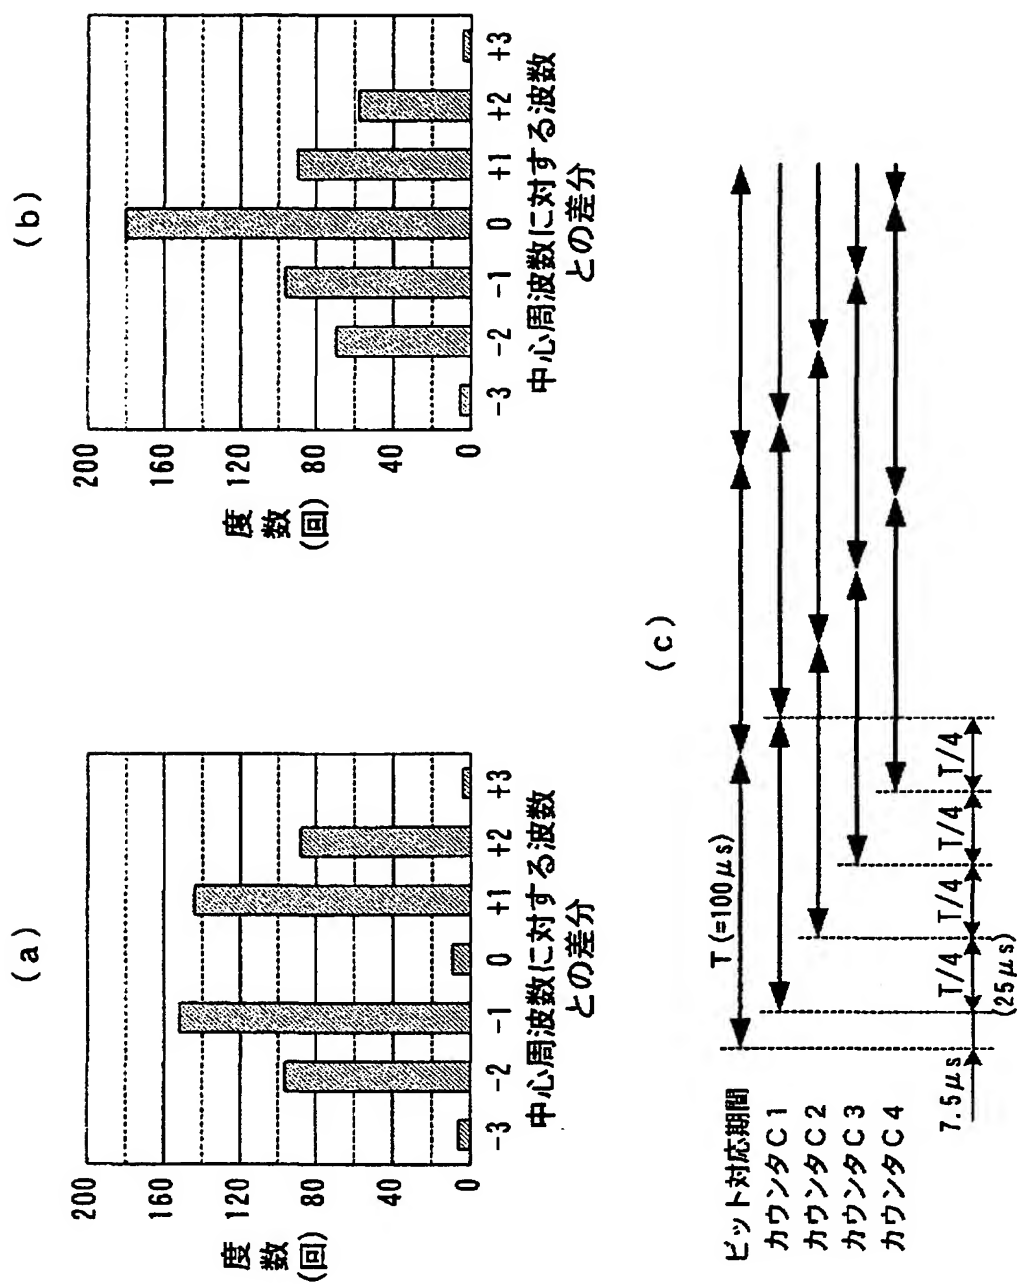 (a)
度数(回)
200
160
120
80
40
0
-3 -2 -1 0 +1 +2 +3
中心周波数に対する波数
との差分
(b)
度数(回)
200
160
120
80
40
0
-3 -2 -1 0 +1 +2 +3
中心周波数に対する波数
との差分
(c)
T(=100μs)
ビット対応期間
カウンタC1
カウンタC2
カウンタC3
カウンタC4
T/4 T/4 T/4 T/4
7.5μs
(25μs)